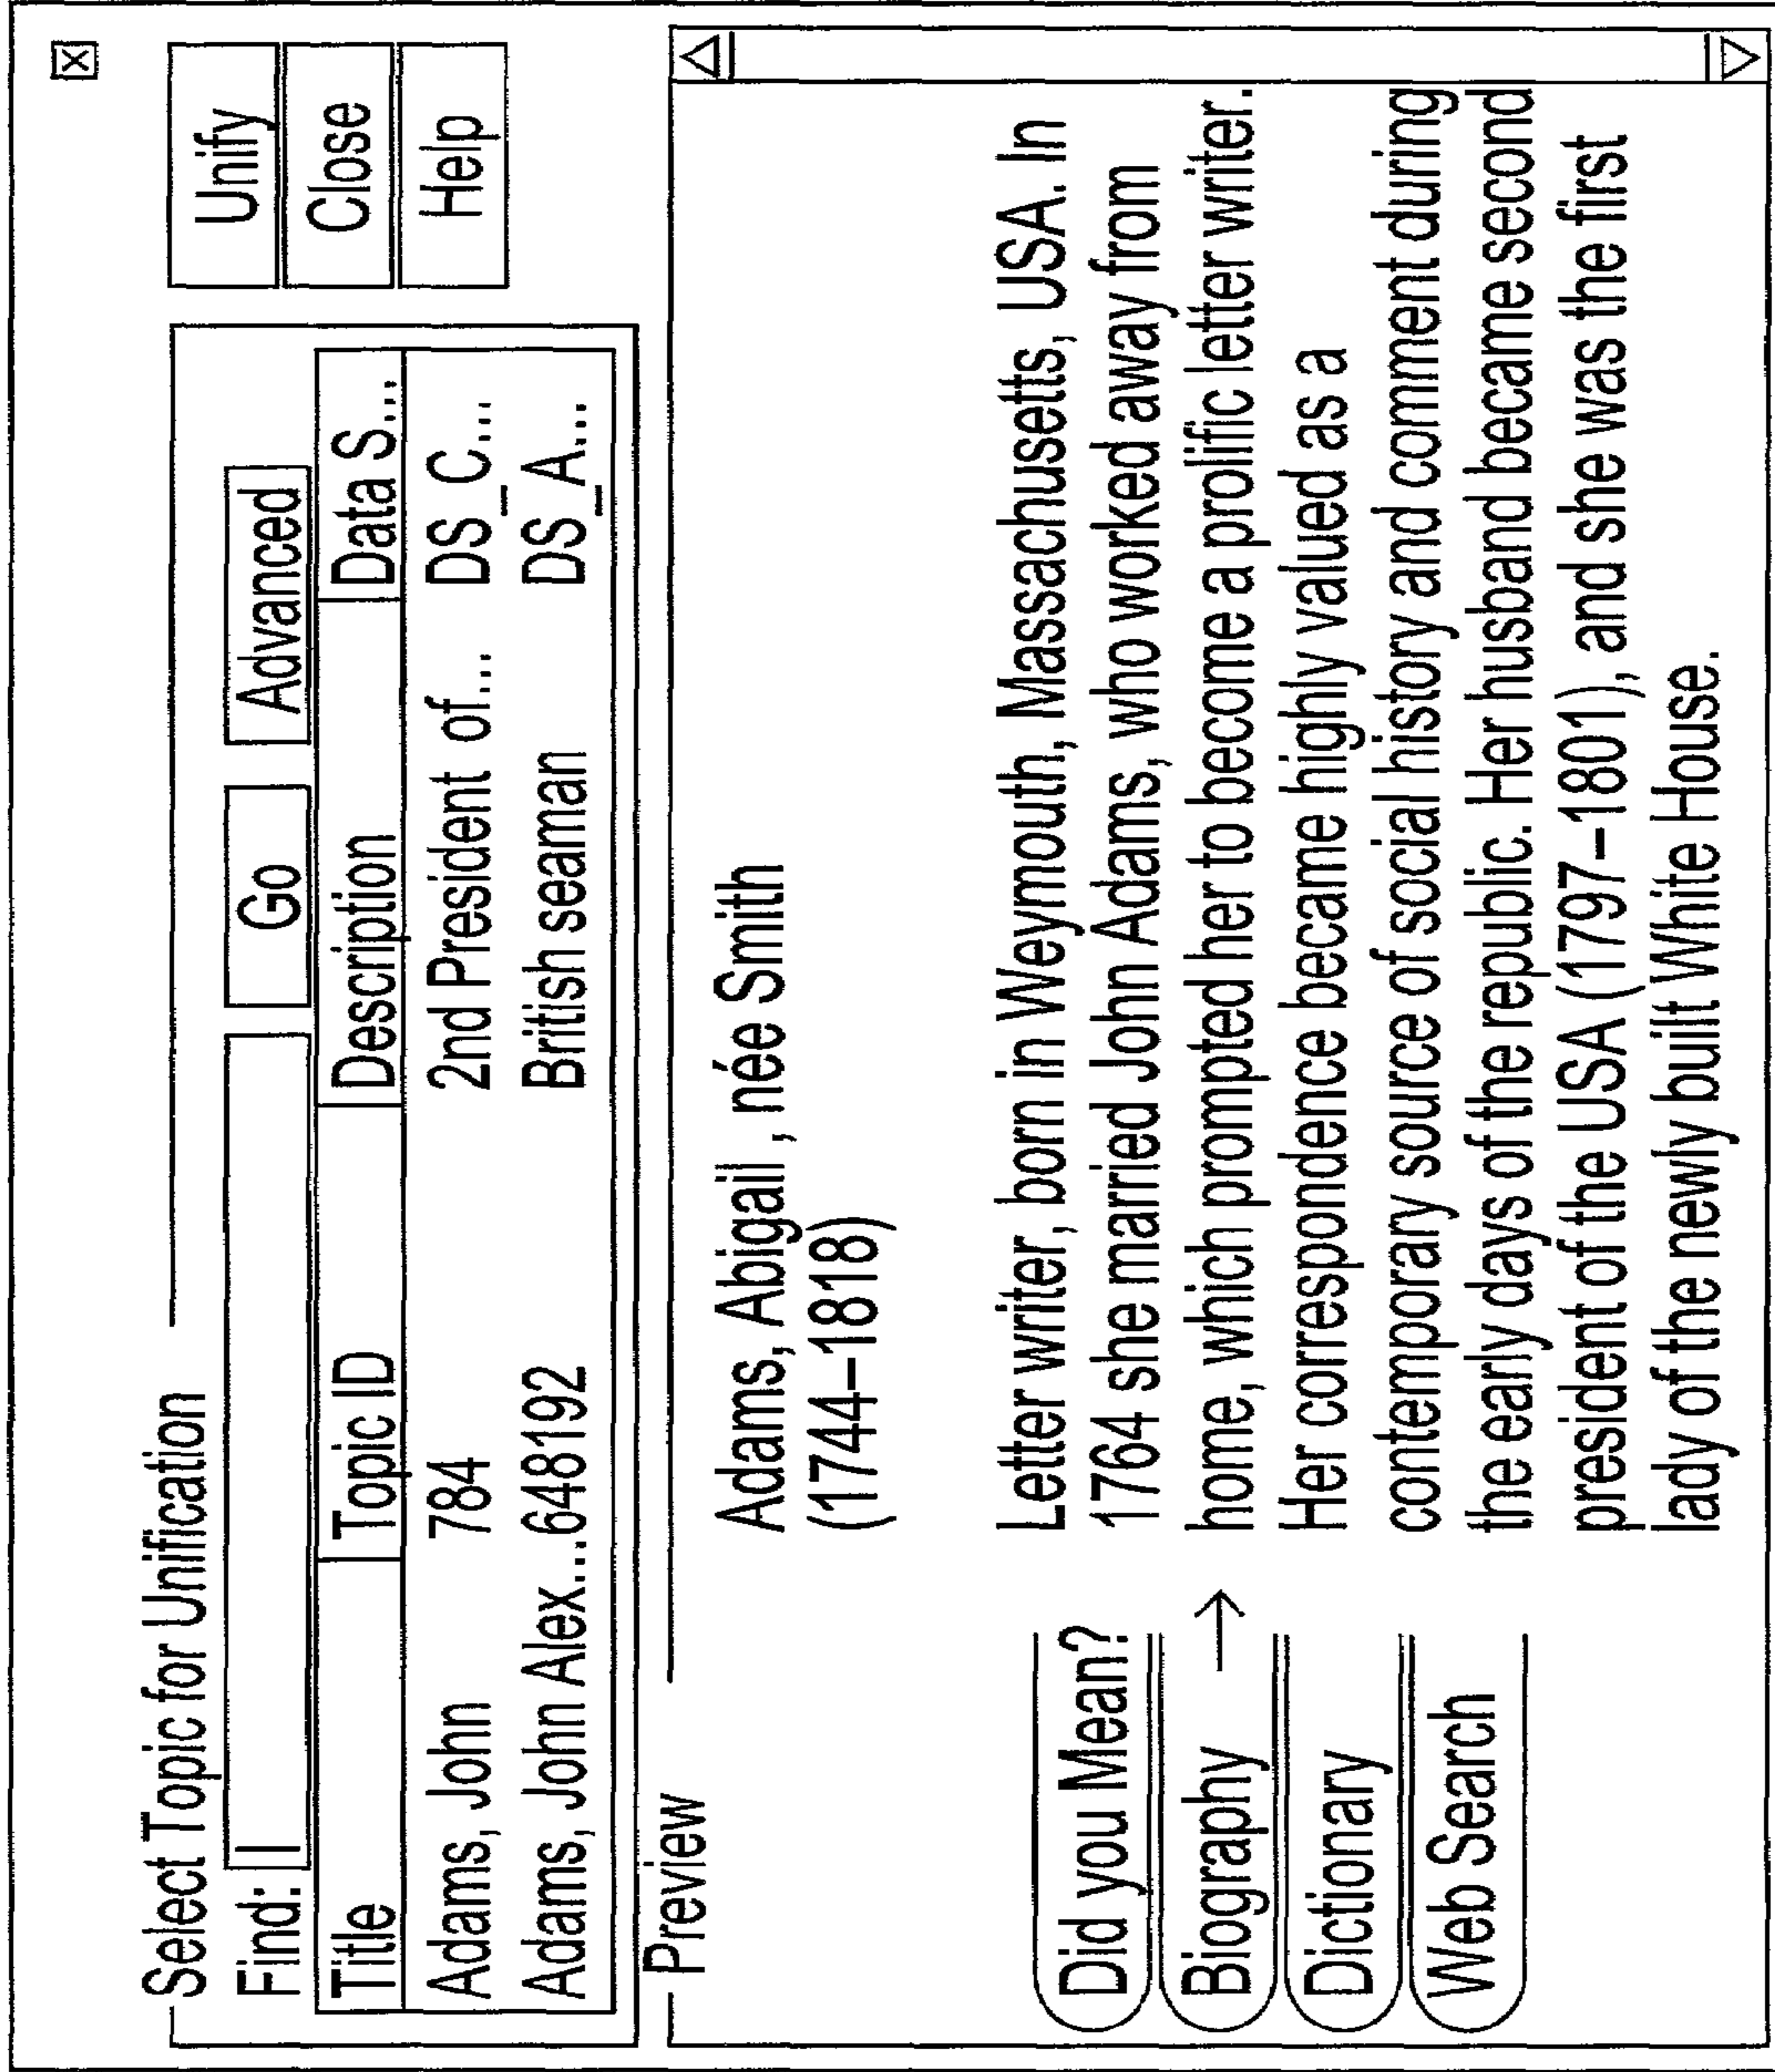 Select Topic for Unification
Find:
Go
Advanced
Title Topic ID Description Data S...
Adams, John 784 2nd President of... DS_C...
Adams, John Alex...648192 British seaman DS_A...
Unify
Close
Help
Preview
Did you Mean?
Biography →
Dictionary
Web Search
Adams, Abigail , née Smith
(1744–1818)
Letter writer, born in Weymouth, Massachusetts, USA. In
1764 she married John Adams, who worked away from
home, which prompted her to become a prolific letter writer.
Her correspondence became highly valued as a
contemporary source of social history and comment during
the early days of the republic. Her husband became second
president of the USA (1797–1801), and she was the first
lady of the newly built White House.